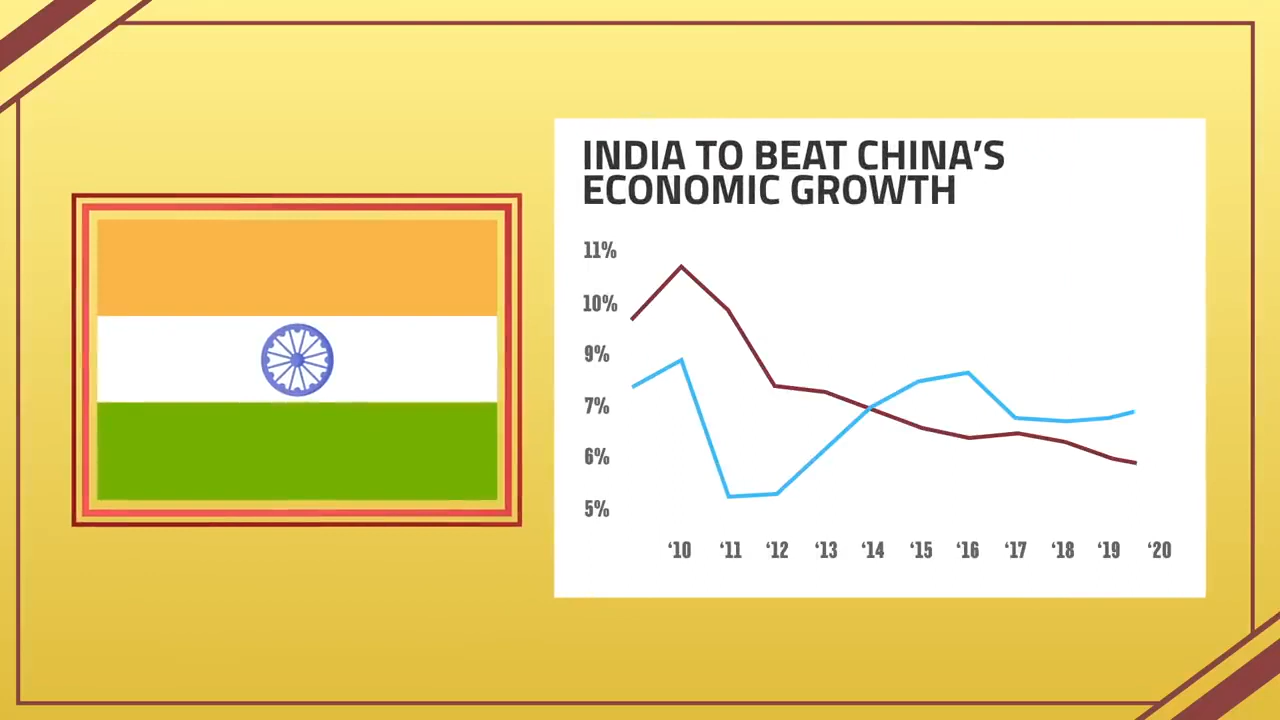 INDIA TO BEAT CHINA’S
ECONOMIC GROWTH
11%
10%
9%
7%
6%
5%
‘10 ‘11 ‘12 ‘13 ‘14 ‘15 ‘16 ‘17 ‘18 ‘19 ‘20